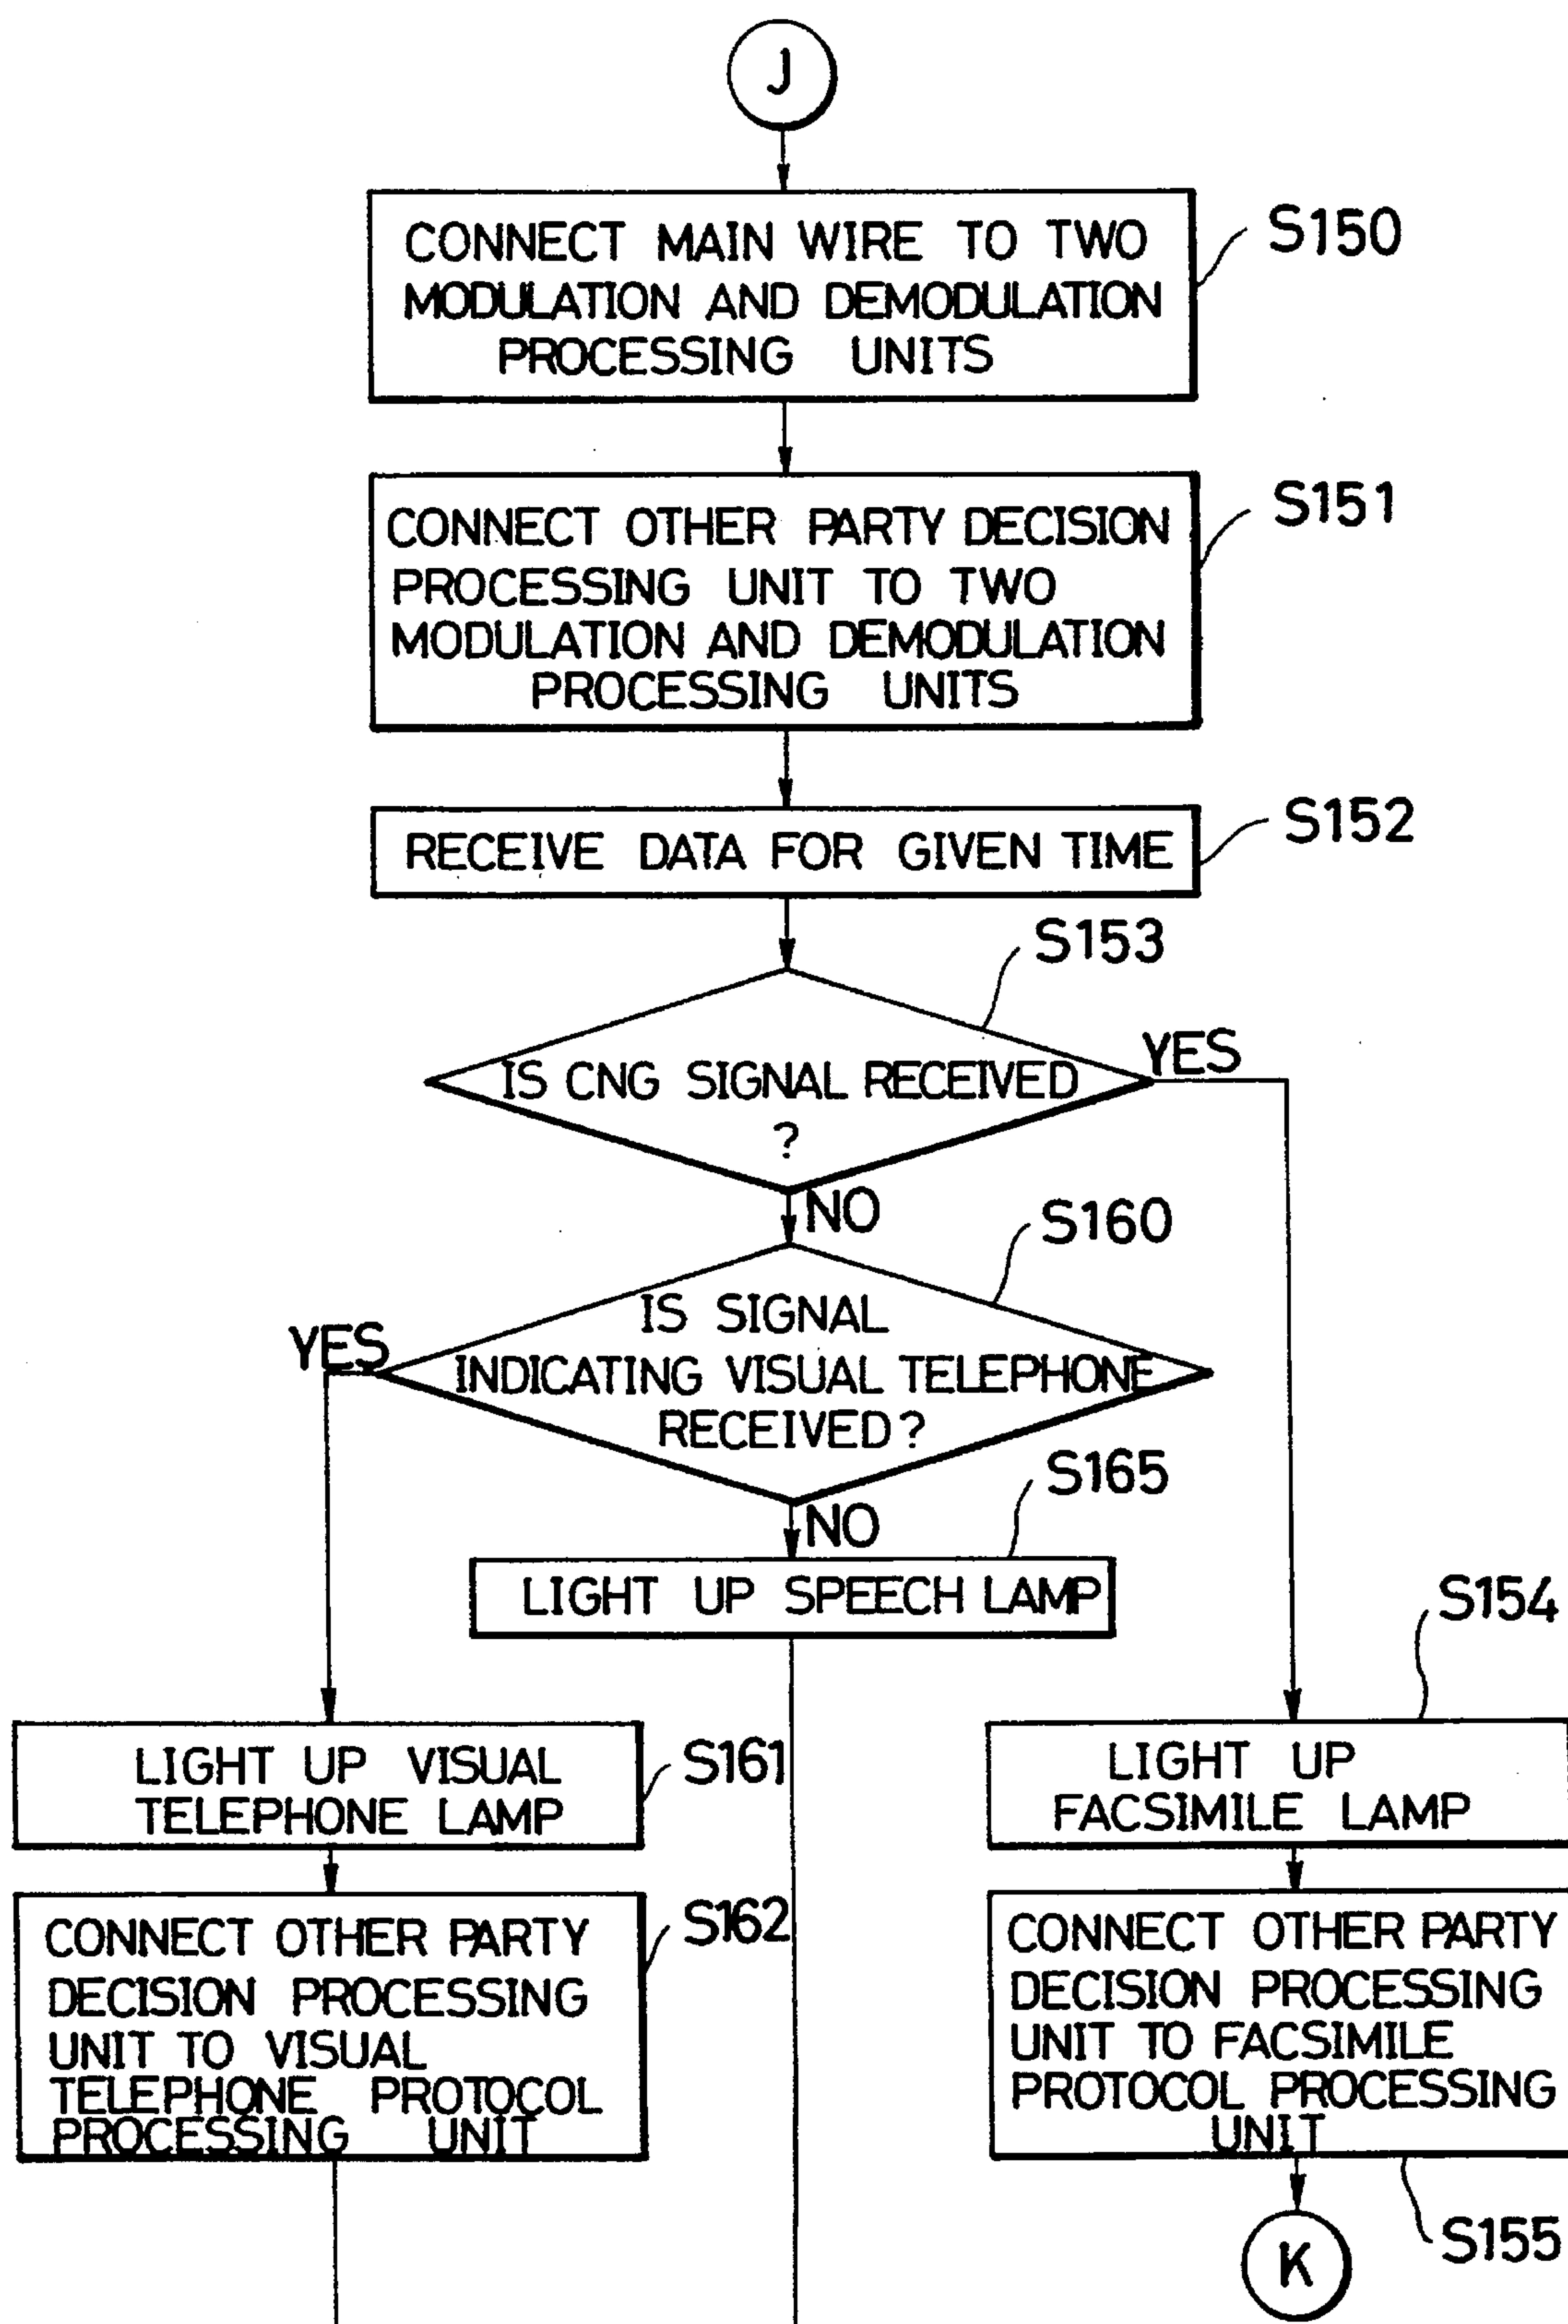 J
CONNECT MAIN WIRE TO TWO
MODULATION AND DEMODULATION
PROCESSING UNITS
S150
CONNECT OTHER PARTY DECISION
PROCESSING UNIT TO TWO
MODULATION AND DEMODULATION
PROCESSING UNITS
S151
RECEIVE DATA FOR GIVEN TIME
S152
S153
IS CNG SIGNAL RECEIVED
?
YES
NO
S160
IS SIGNAL
INDICATING VISUAL TELEPHONE
RECEIVED?
YES
NO
S165
LIGHT UP SPEECH LAMP
LIGHT UP VISUAL
TELEPHONE LAMP
S161
CONNECT OTHER PARTY
DECISION PROCESSING
UNIT TO VISUAL
TELEPHONE PROTOCOL
PROCESSING UNIT
S162
S154
LIGHT UP
FACSIMILE LAMP
CONNECT OTHER PARTY
DECISION PROCESSING
UNIT TO FACSIMILE
PROTOCOL PROCESSING
UNIT
S155
K